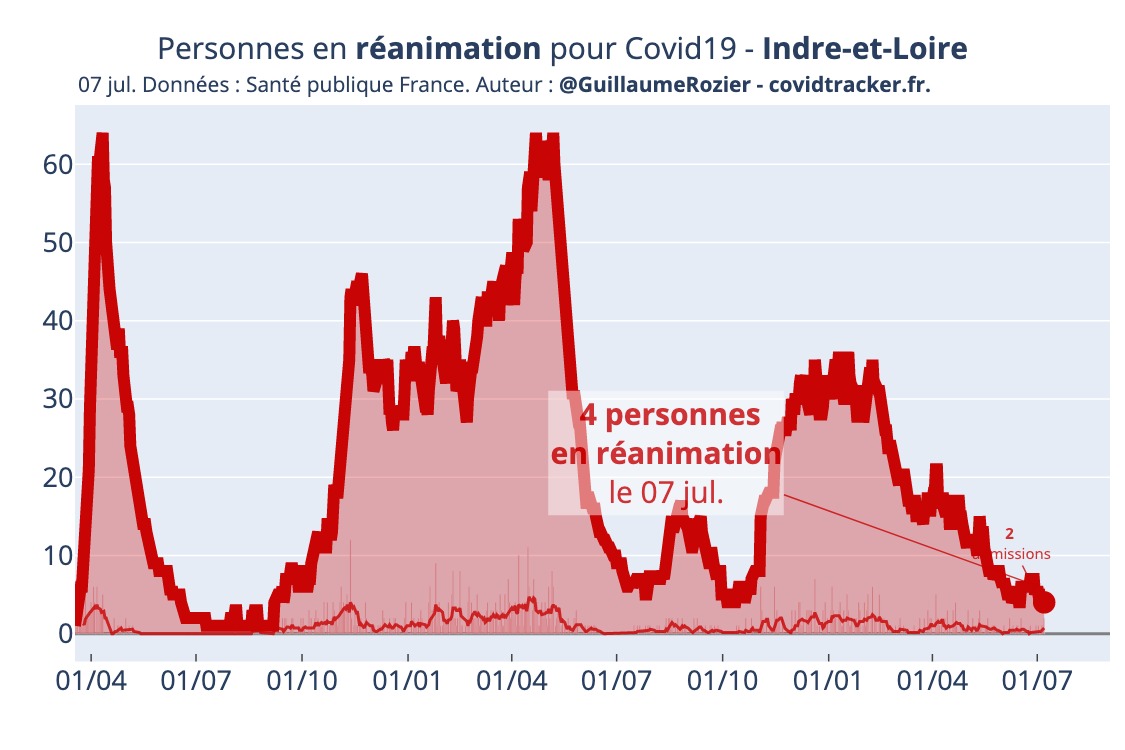 Personnes en réanimation pour Covid19 - Indre-et-Loire
07 jul. Données : Santé publique France. Auteur : @GuillaumeRozier - covidtracker.fr.
60
50
40
30
20
10
0
4 personnes
en réanimation
le 07 jul.
2
admissions
01/04 01/07 01/10 01/01 01/04 01/07 01/10 01/01 01/04 01/07